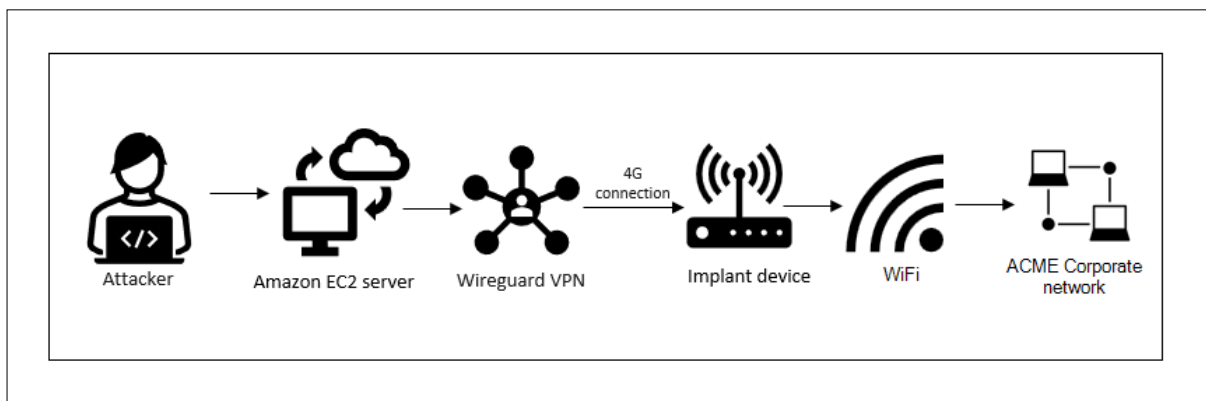 4G
connection
</>
Attacker
Amazon EC2 server
Wireguard VPN
Implant device
WiFi
ACME Corporate
network